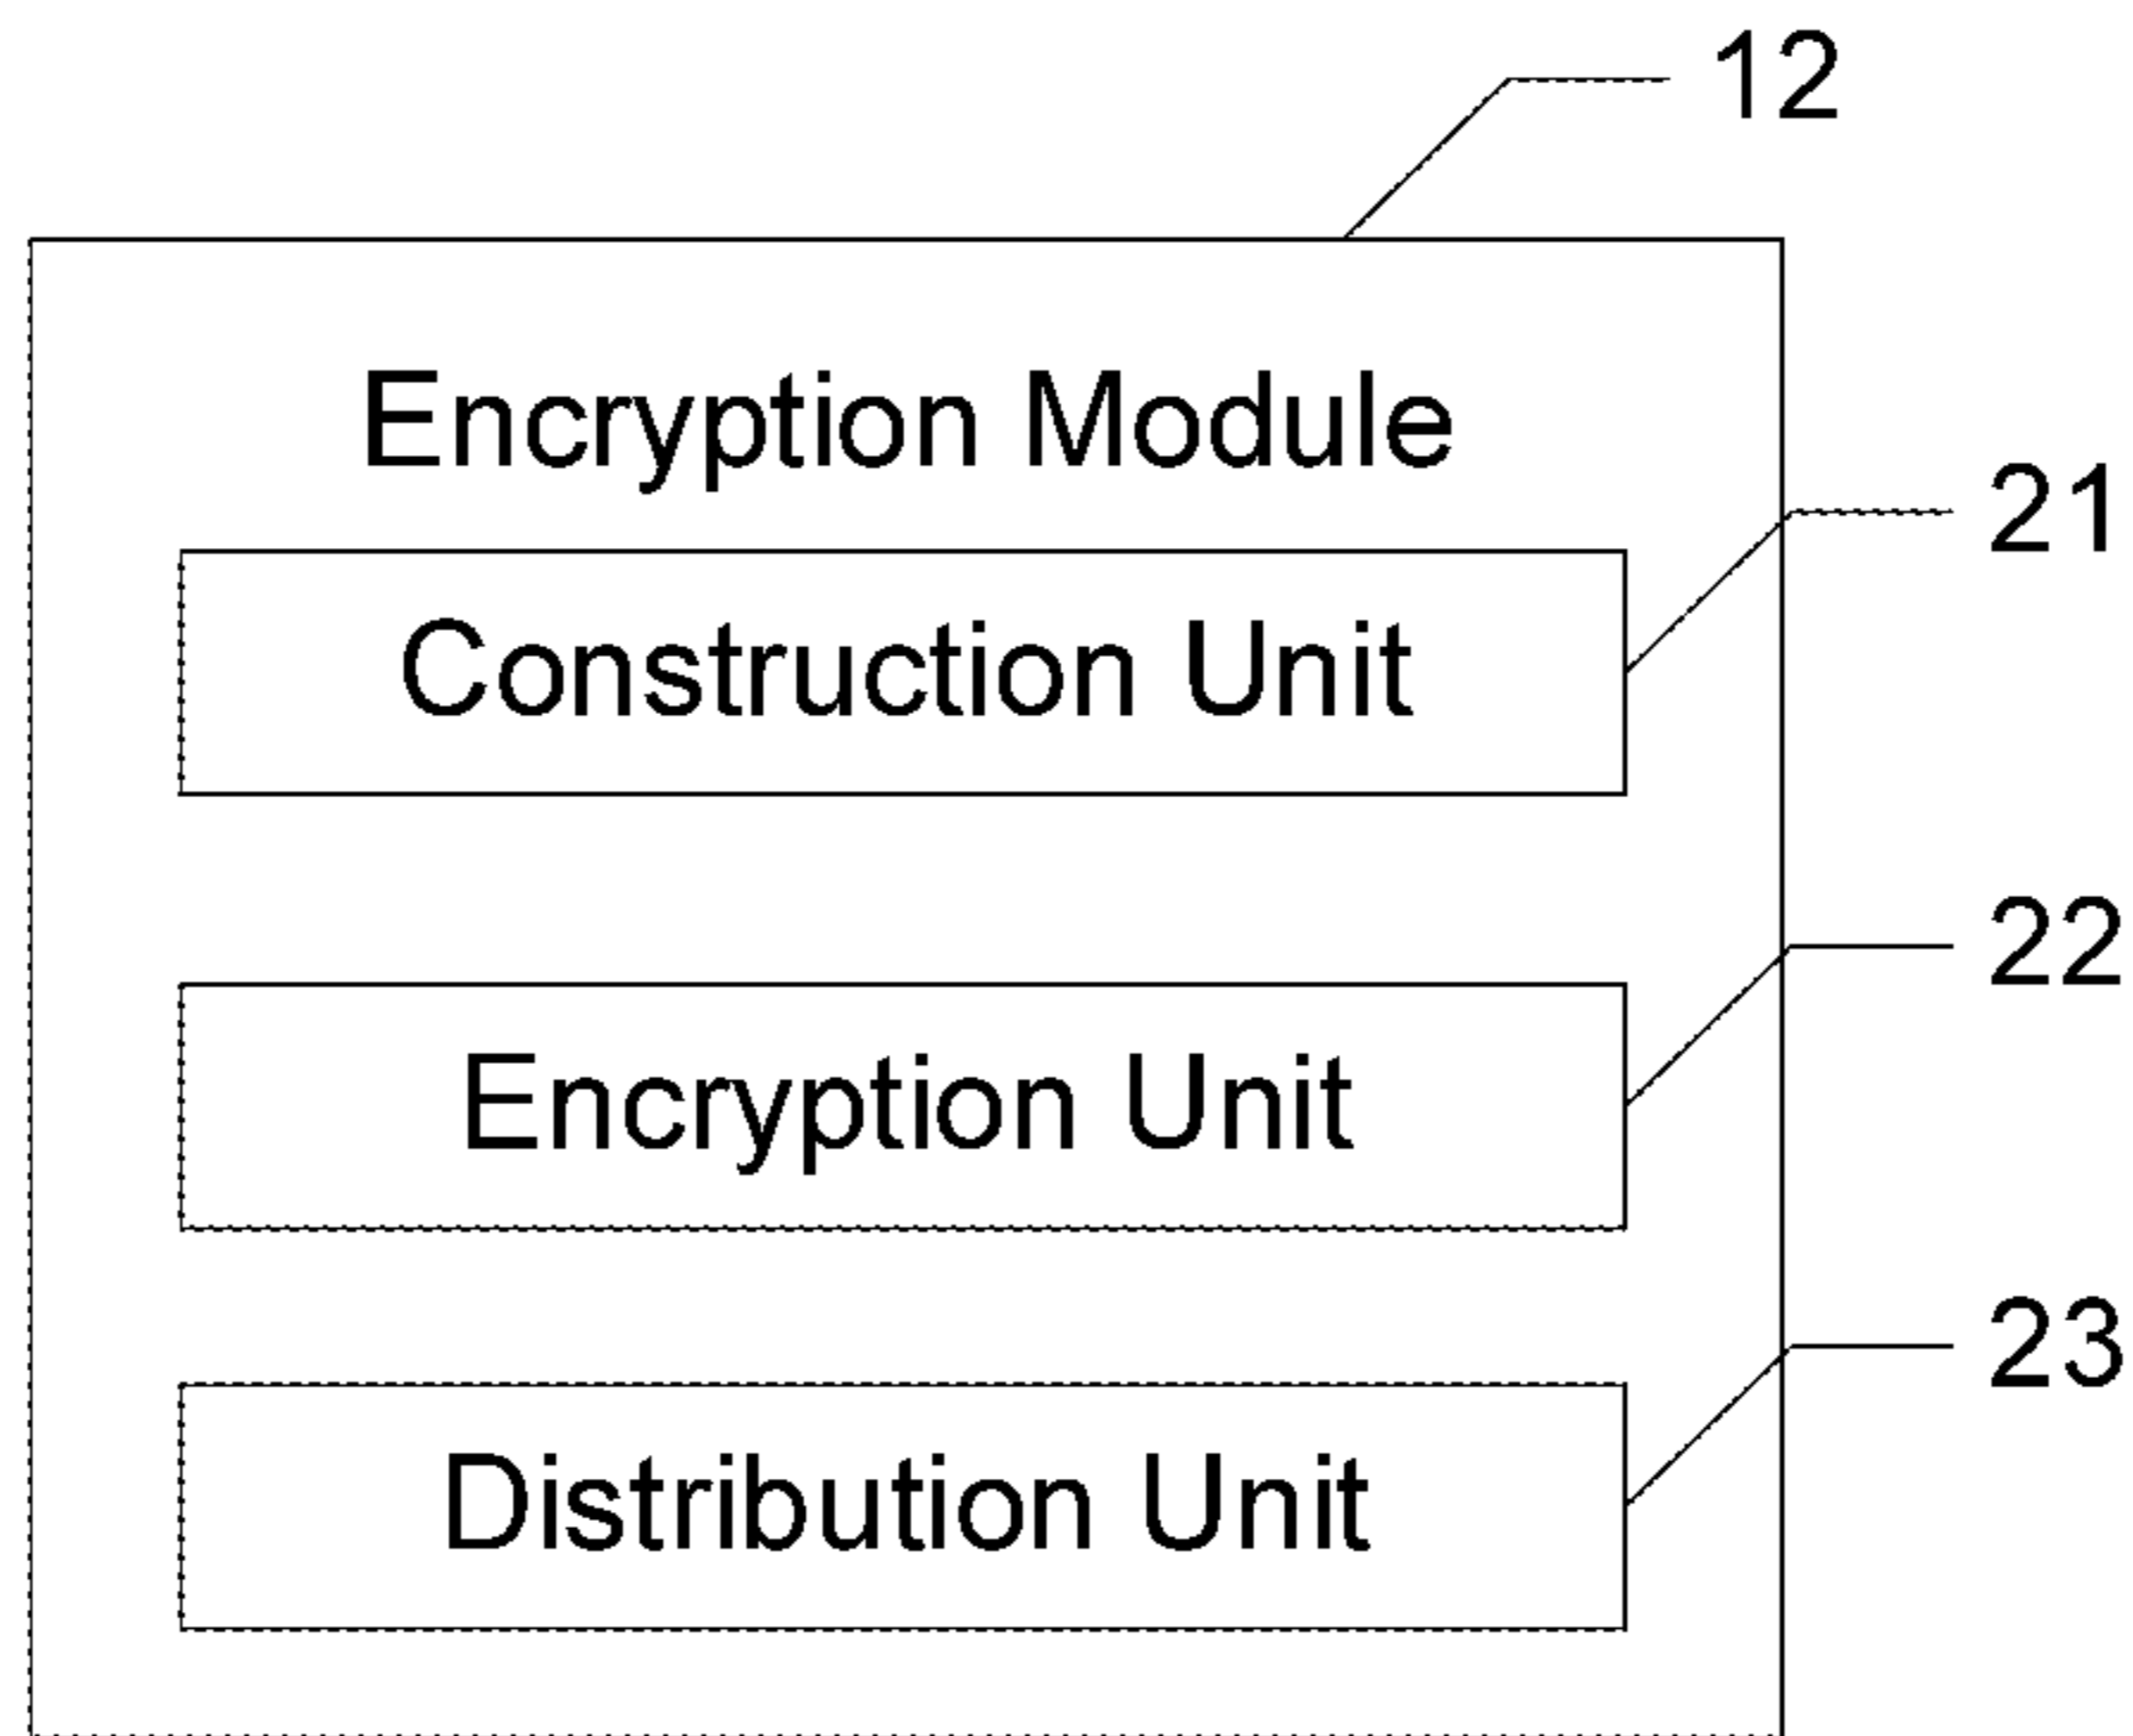 12
Encryption Module
21
Construction Unit
22
Encryption Unit
23
Distribution Unit